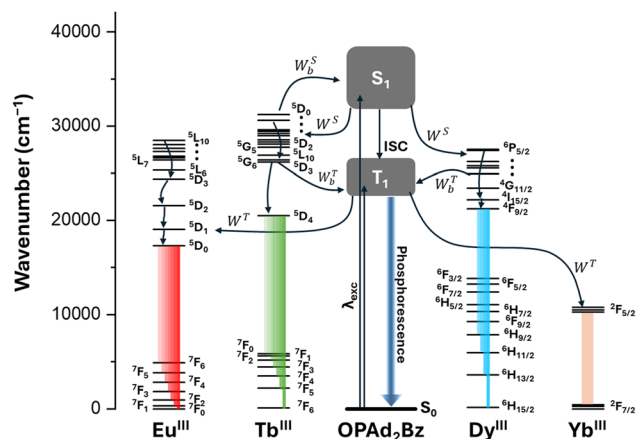 Wavenumber (cm⁻¹)
40000
30000
20000
10000
0
⁵L₁₀
⁵L₇
⁵L₆
⁵D₃
⁵D₂
⁵D₁
⁵D₀
⁷F₆
⁷F₅
⁷F₄
⁷F₃
⁷F₂
⁷F₁
⁷F₀
Eu^III
W_b^S
⁵D₀
W^S
⁵D₂
⁵G₅
⁵L₁₀
⁵G₆
⁵D₃
W_b^T
⁵D₄
W^T
⁷F₀
⁷F₁
⁷F₂
⁷F₃
⁷F₄
⁷F₅
⁷F₆
Tb^III
S₁
ISC
T₁
λexc
Phosphorescence
S₀
OPAd₂Bz
W^S
⁶P₅/₂
W_b^T
⁴G₁₁/₂
⁴I₁₅/₂
⁴F₉/₂
⁶F₃/₂
⁶F₅/₂
⁶F₇/₂
⁶H₅/₂
⁶H₇/₂
⁶F₉/₂
⁶H₉/₂
⁶H₁₁/₂
⁶H₁₃/₂
⁶H₁₅/₂
Dy^III
W^T
²F₅/₂
²F₇/₂
Yb^III